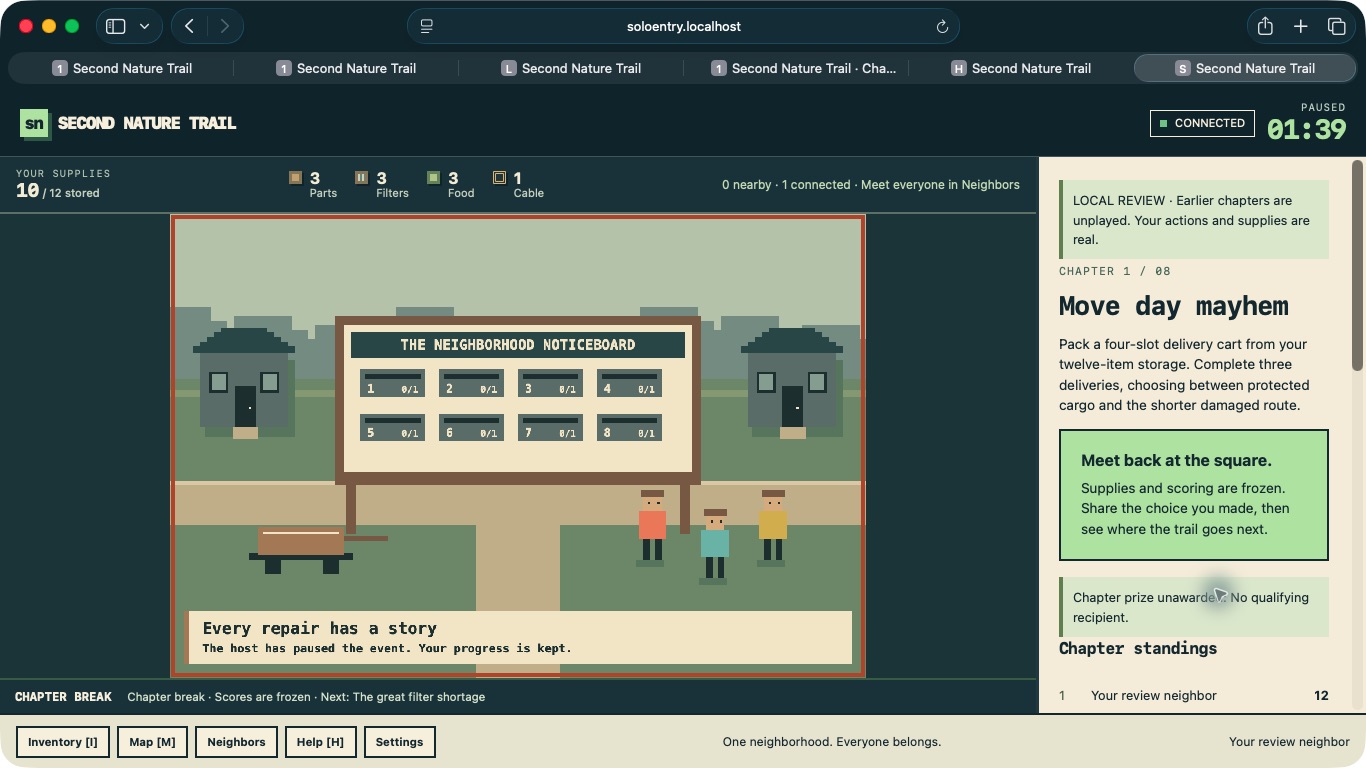 soloentry.localhost
1 Second Nature Trail
1 Second Nature Trail
L Second Nature Trail
1 Second Nature Trail · Cha...
H Second Nature Trail
S Second Nature Trail
sn SECOND NATURE TRAIL
CONNECTED
PAUSED
01:39
YOUR SUPPLIES
10 / 12 stored
3 Parts
3 Filters
3 Food
1 Cable
0 nearby · 1 connected · Meet everyone in Neighbors
THE NEIGHBORHOOD NOTICEBOARD
1 0/1 2 0/1 3 0/1 4 0/1
5 0/1 6 0/1 7 0/1 8 0/1
Every repair has a story
The host has paused the event. Your progress is kept.
CHAPTER BREAK Chapter break · Scores are frozen · Next: The great filter shortage
LOCAL REVIEW · Earlier chapters are
unplayed. Your actions and supplies are
real.
CHAPTER 1 / 08
Move day mayhem
Pack a four-slot delivery cart from your
twelve-item storage. Complete three
deliveries, choosing between protected
cargo and the shorter damaged route.
Meet back at the square.
Supplies and scoring are frozen.
Share the choice you made, then
see where the trail goes next.
Chapter prize unawarded. No qualifying
recipient.
Chapter standings
1 Your review neighbor 12
Inventory [I] Map [M] Neighbors Help [H] Settings
One neighborhood. Everyone belongs.
Your review neighbor